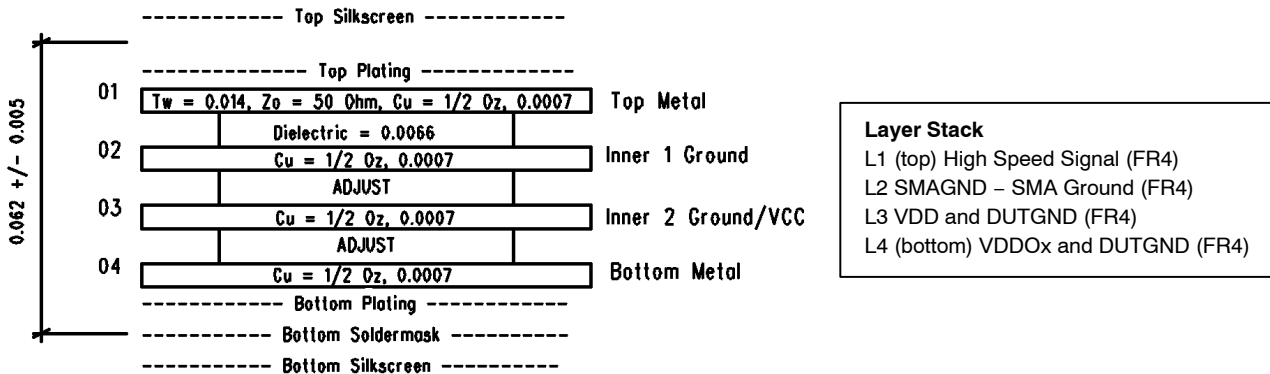 ------------- Top Silkscreen -------------
------------- Top Plating -------------
01
Tw = 0.014, Zo = 50 Ohm, Cu = 1/2 Oz, 0.0007
Top Metal
Dielectric = 0.0066
02
Cu = 1/2 Oz, 0.0007
Inner 1 Ground
ADJUST
03
Cu = 1/2 Oz, 0.0007
Inner 2 Ground/VCC
ADJUST
04
Cu = 1/2 Oz, 0.0007
Bottom Metal
------------- Bottom Plating -------------
------------- Bottom Soldermask -------------
------------- Bottom Silkscreen -------------
0.062 +/- 0.005
Layer Stack
L1 (top) High Speed Signal (FR4)
L2 SMAGND – SMA Ground (FR4)
L3 VDD and DUTGND (FR4)
L4 (bottom) VDDOx and DUTGND (FR4)